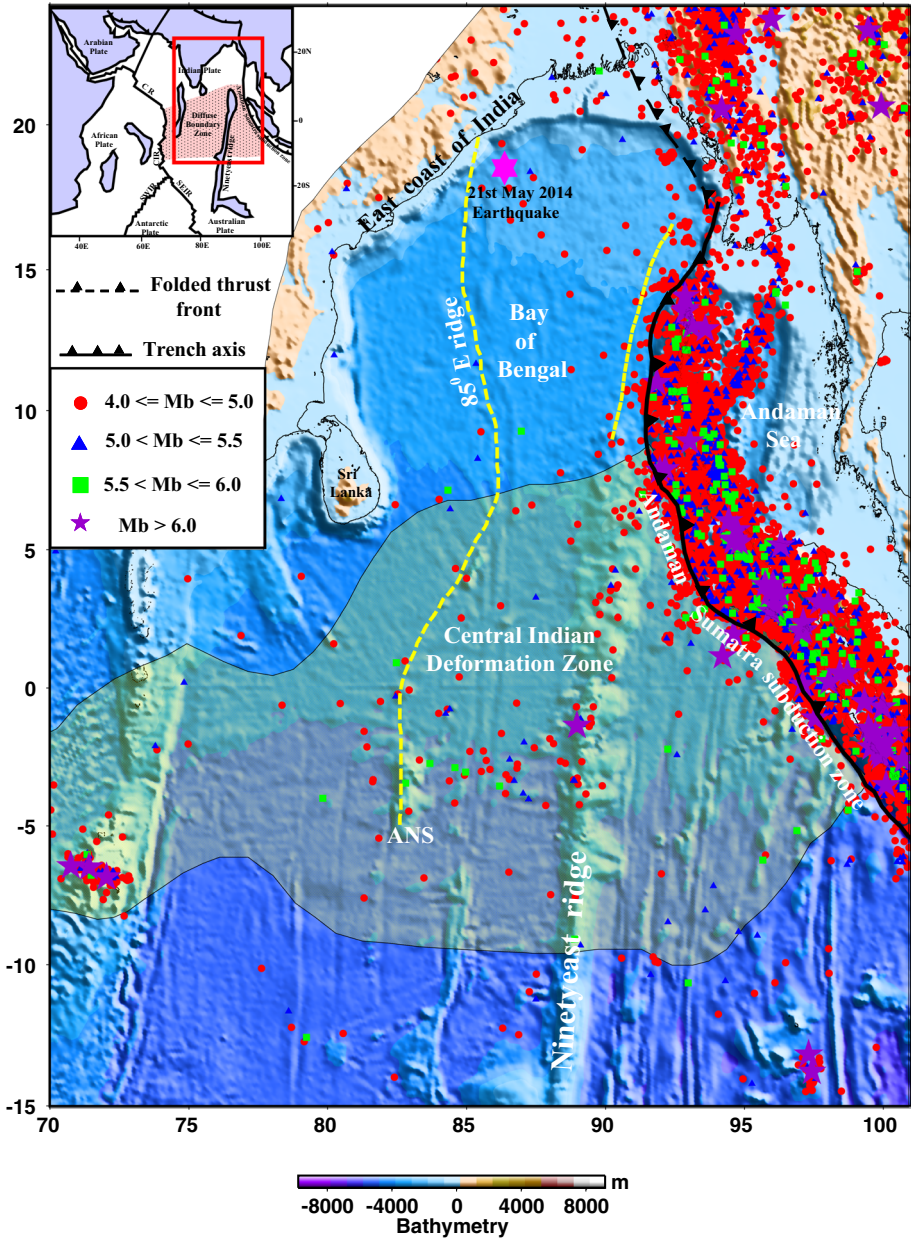 Arabian
Plate
Indian Plate
20N
CR
Diffuse
Boundary
Zone
0
African
Plate
CIR
Ninetyeast ridge
20S
SWIR
SEIR
Antarctic
Plate
Australian
Plate
40E
60E
80E
100E
Folded thrust
front
Trench axis
4.0 <= Mb <= 5.0
5.0 < Mb <= 5.5
5.5 < Mb <= 6.0
Mb > 6.0
East coast of India
21st May 2014
Earthquake
85⁰ E ridge
Bay
of
Bengal
Andaman
Sea
Sri
Lanka
Andaman
Sumatra subduction zone
Central Indian
Deformation Zone
ANS
Ninetyeast ridge
20
15
10
5
0
-5
-10
-15
70
75
80
85
90
95
100
m
-8000
-4000
0
4000
8000
Bathymetry